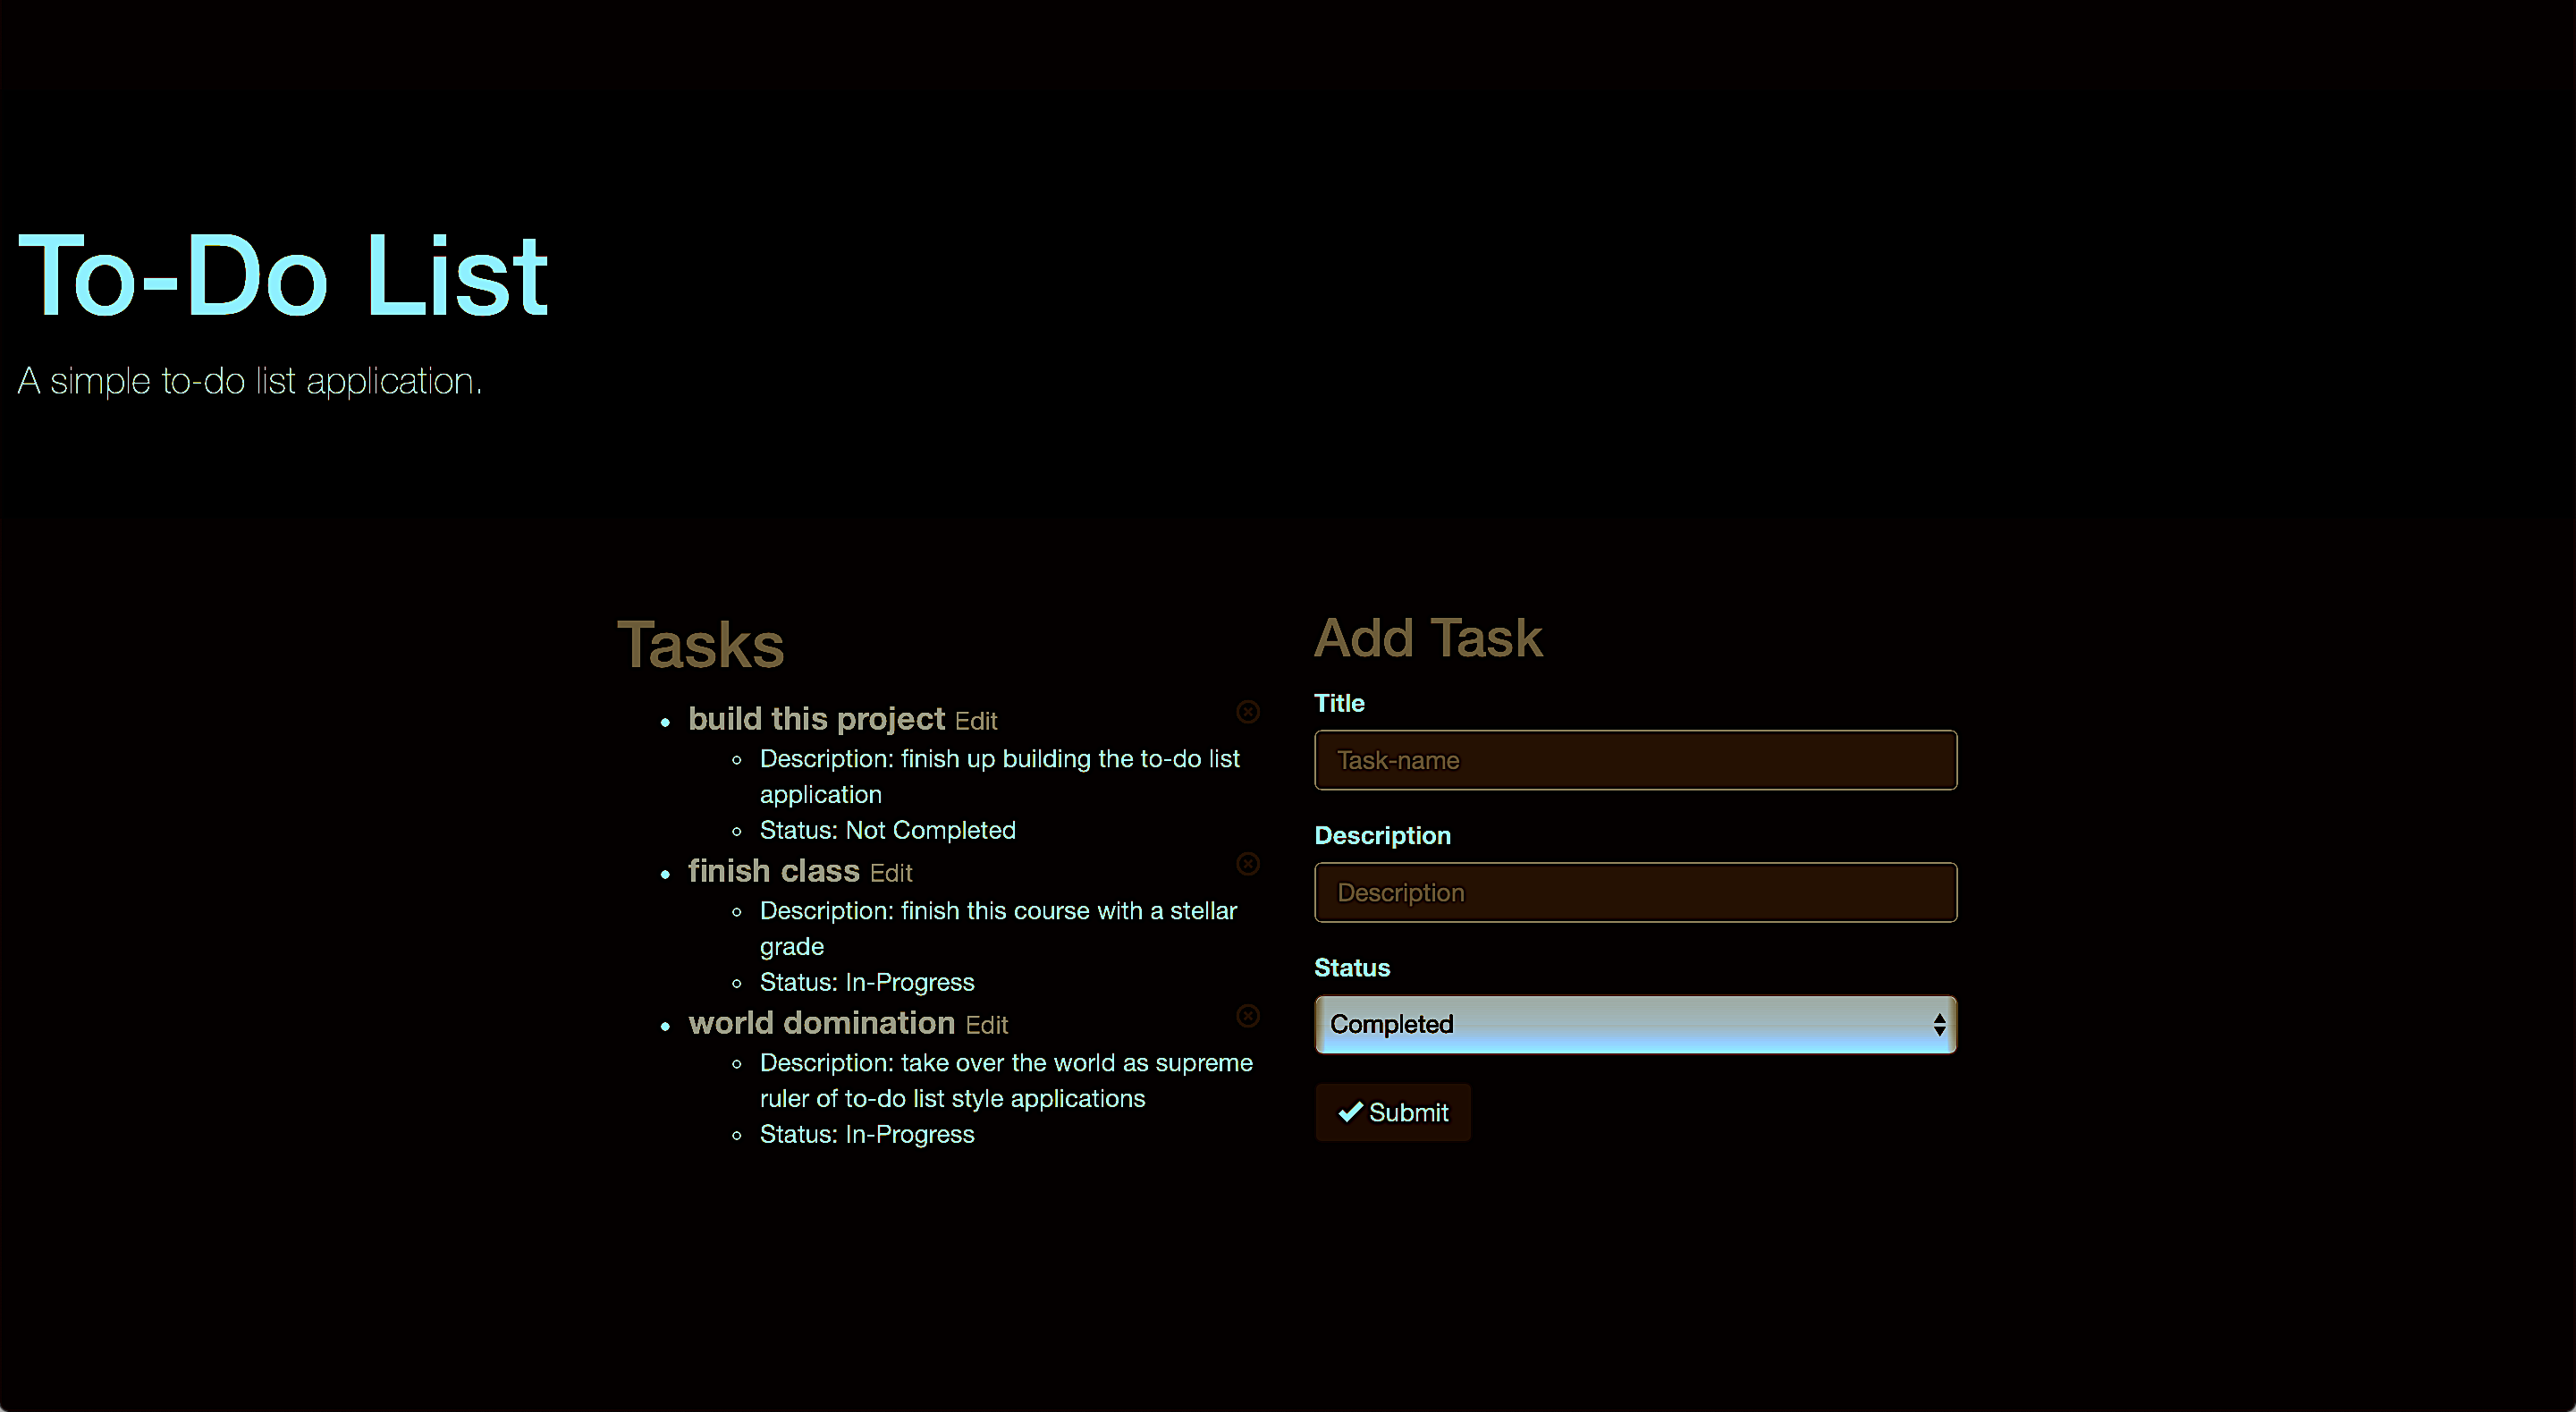 To-Do List
A simple to-do list application.
Tasks
build this project Edit
Description: finish up building the to-do list
application
Status: Not Completed
finish class Edit
Description: finish this course with a stellar
grade
Status: In-Progress
world domination Edit
Description: take over the world as supreme
ruler of to-do list style applications
Status: In-Progress
Add Task
Title
Task-name
Description
Description
Status
Completed
Submit